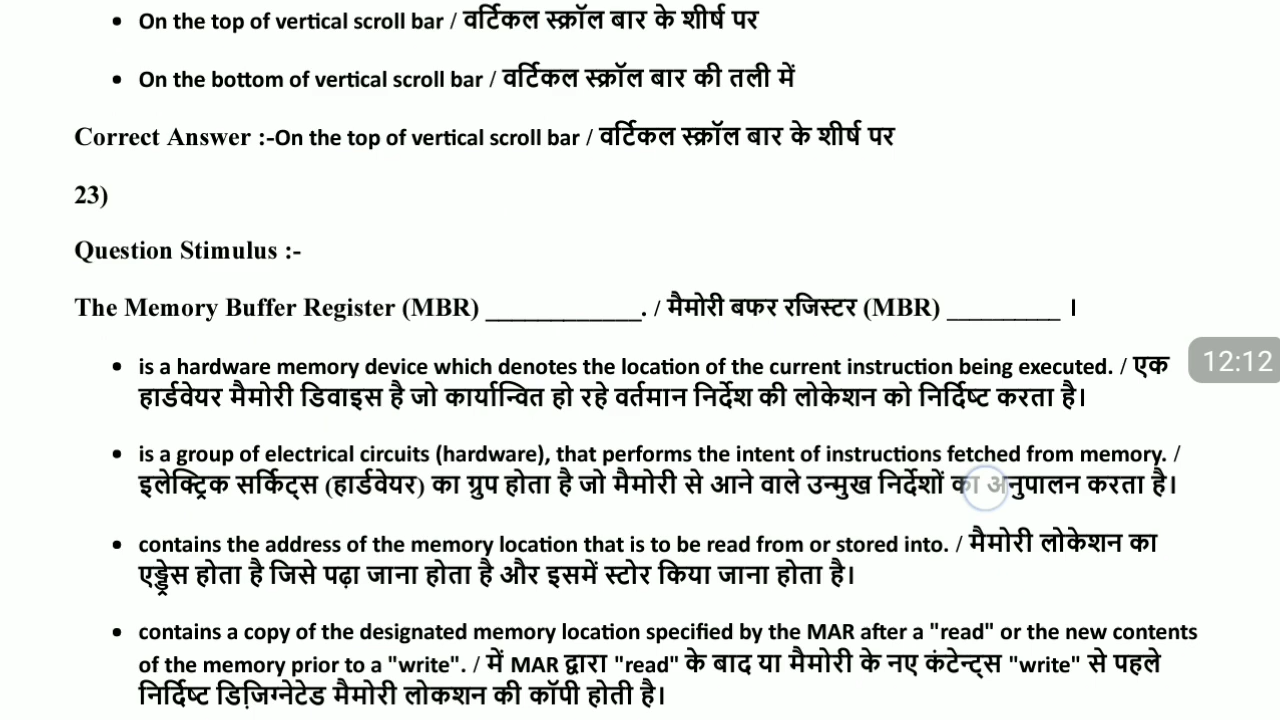 • On the top of vertical scroll bar / वर्टिकल स्क्रॉल बार के शीर्ष पर
• On the bottom of vertical scroll bar / वर्टिकल स्क्रॉल बार की तली में
Correct Answer :-On the top of vertical scroll bar / वर्टिकल स्क्रॉल बार के शीर्ष पर
23)
Question Stimulus :-
The Memory Buffer Register (MBR) ____________. / मैमोरी बफर रजिस्टर (MBR) _________ ।
• is a hardware memory device which denotes the location of the current instruction being executed. / एक
12:12
हार्डवेयर मैमोरी डिवाइस है जो कार्यान्वित हो रहे वर्तमान निर्देश की लोकेशन को निर्दिष्ट करता है।
• is a group of electrical circuits (hardware), that performs the intent of instructions fetched from memory. /
इलेक्ट्रिक सर्किट्स (हार्डवेयर) का ग्रुप होता है जो मैमोरी से आने वाले उन्मुख निर्देशों का अनुपालन करता है।
• contains the address of the memory location that is to be read from or stored into. / मैमोरी लोकेशन का
एड्ड्रेस होता है जिसे पढ़ा जाना होता है और इसमें स्टोर किया जाना होता है।
• contains a copy of the designated memory location specified by the MAR after a "read" or the new contents
of the memory prior to a "write". / में MAR द्वारा "read" के बाद या मैमोरी के नए कंटेन्ट्स "write" से पहले
निर्दिष्ट डिज़िग्नेटेड मैमोरी लोकशन की कॉपी होती है।